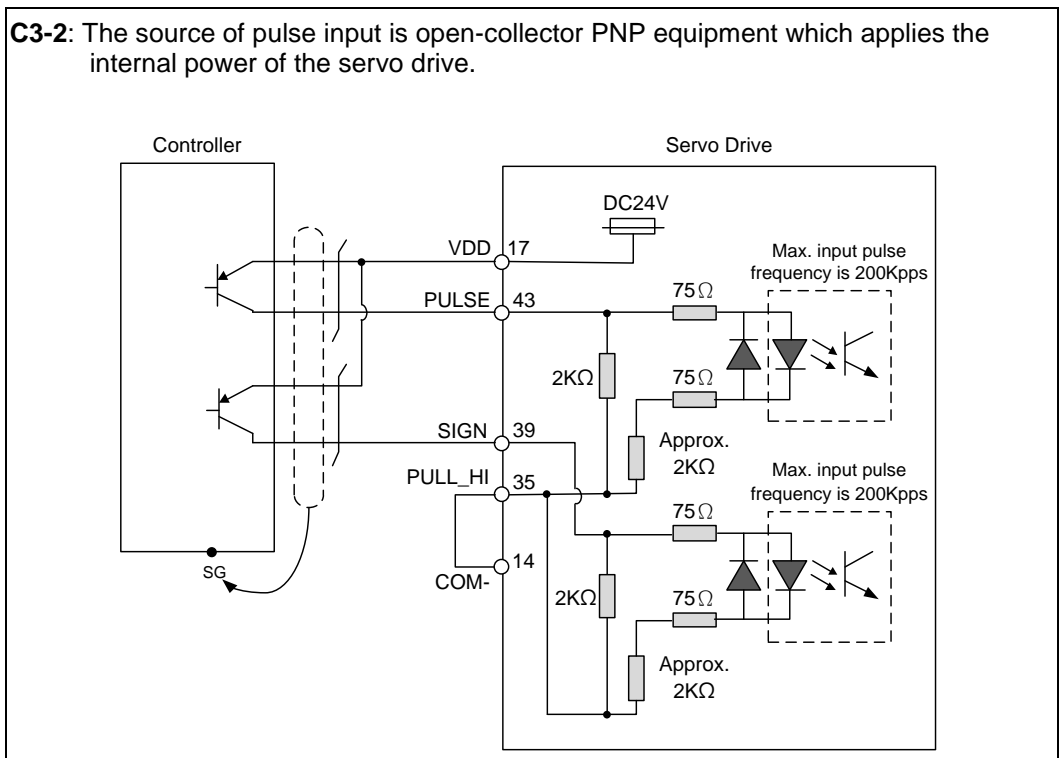 C3-2: The source of pulse input is open-collector PNP equipment which applies the
internal power of the servo drive.
Controller
Servo Drive
DC24V
VDD 17
Max. input pulse
frequency is 200Kpps
PULSE 43
75Ω
2KΩ
75Ω
SIGN 39
Approx.
2KΩ
PULL_HI 35
Max. input pulse
frequency is 200Kpps
75Ω
COM- 14
SG
2KΩ
75Ω
Approx.
2KΩ